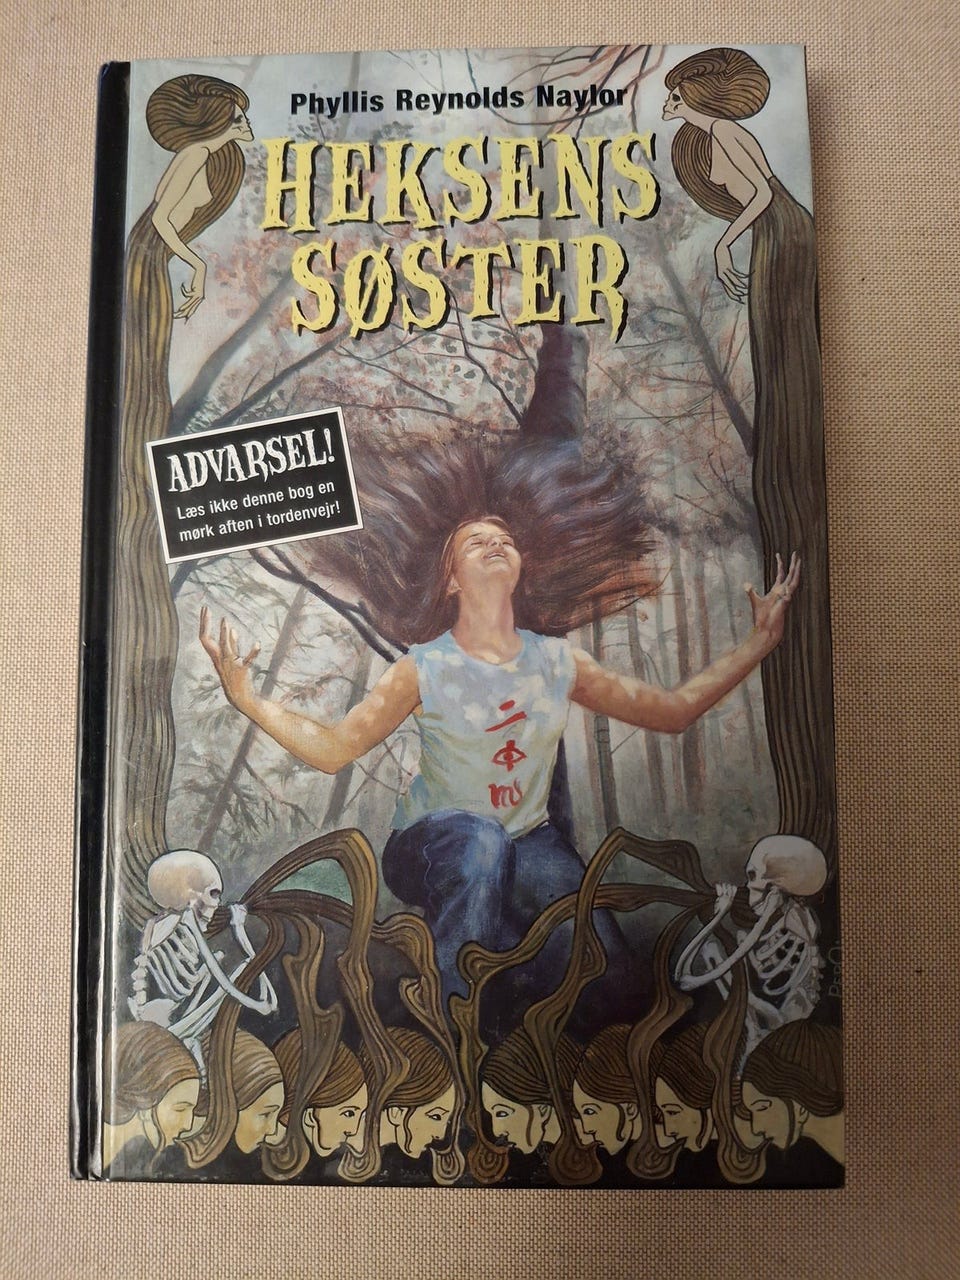 Phyllis Reynolds Naylor
HEKSENS
SØSTER
ADVARSEL!
Læs ikke denne bog en
mørk aften i tordenvejr!